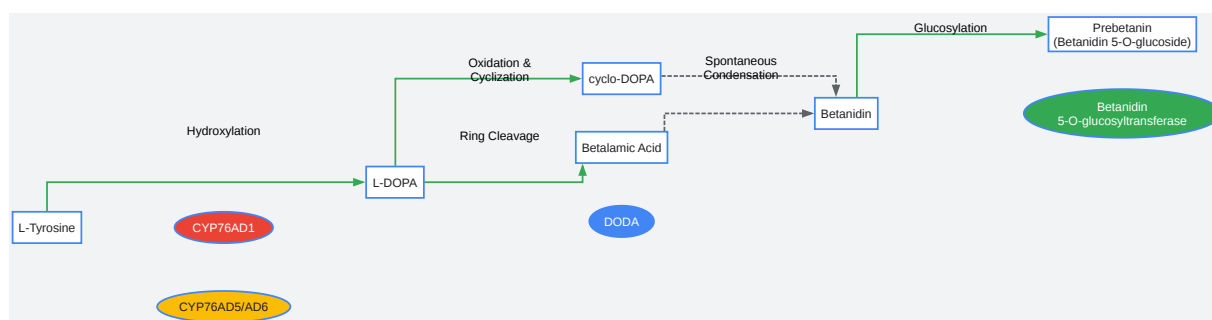 Glucosylation
Prebetanin
(Betanidin 5-O-glucoside)
Oxidation &
Cyclization
Spontaneous
Condensation
cyclo-DOPA
Betanidin
Betanidin
5-O-glucosyltransferase
Hydroxylation
Ring Cleavage
Betalamic Acid
L-DOPA
L-Tyrosine
CYP76AD1
DODA
CYP76AD5/AD6